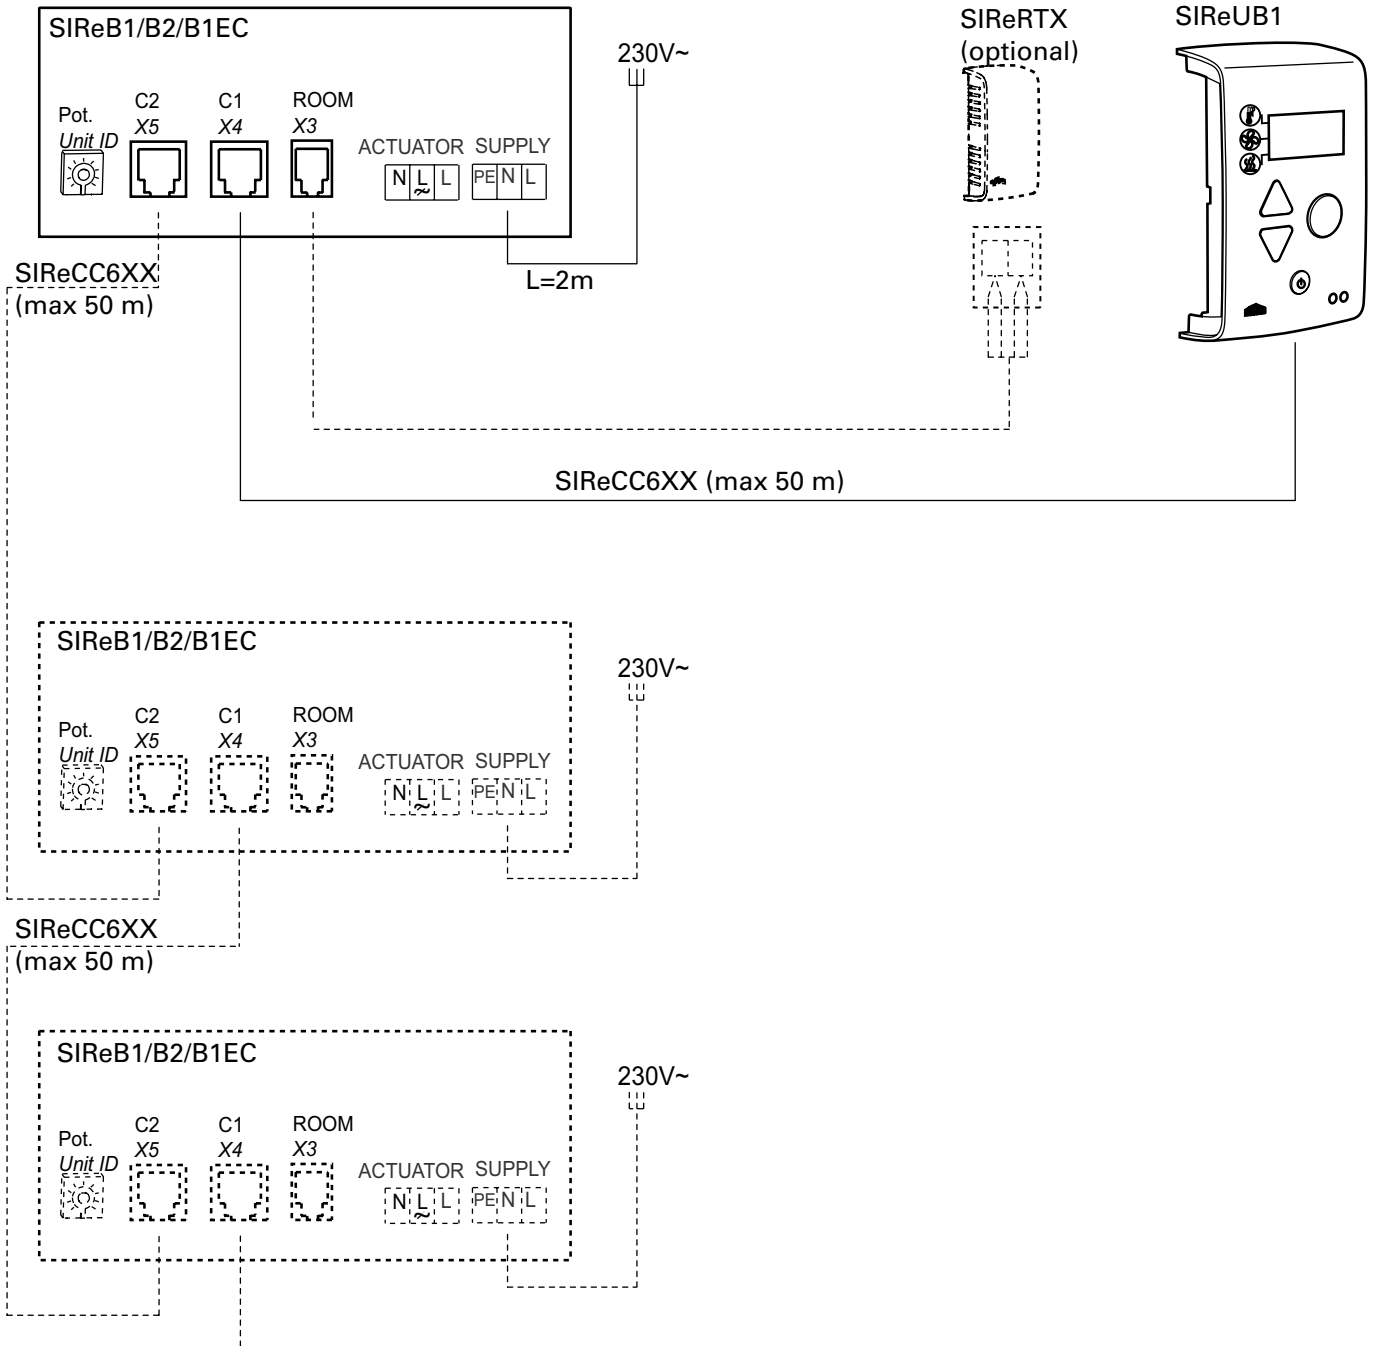 SIReB1/B2/B1EC
230V~
SIReRTX
(optional)
SIReUB1
Pot.
Unit ID
C2
X5
C1
X4
ROOM
X3
ACTUATOR
N L L
≈
SUPPLY
PE N L
L=2m
SIReCC6XX
(max 50 m)
SIReCC6XX (max 50 m)
SIReB1/B2/B1EC
230V~
Pot.
Unit ID
C2
X5
C1
X4
ROOM
X3
ACTUATOR
N L L
≈
SUPPLY
PE N L
SIReCC6XX
(max 50 m)
SIReB1/B2/B1EC
230V~
Pot.
Unit ID
C2
X5
C1
X4
ROOM
X3
ACTUATOR
N L L
≈
SUPPLY
PE N L